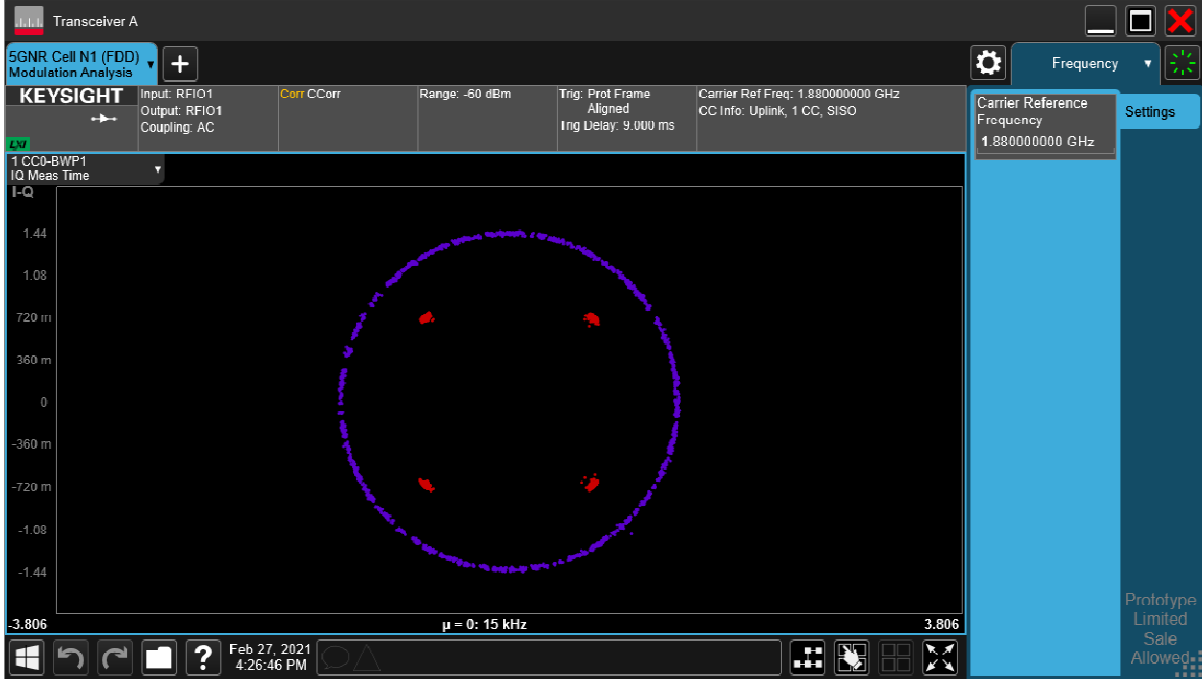 Transceiver A
5GNR Cell N1 (FDD)
Modulation Analysis
Frequency
KEYSIGHT
LXI
Input: RFIO1
Output: RFIO1
Coupling: AC
Corr CCorr
Range: -60 dBm
Trig: Prot Frame
Aligned
Trig Delay: 9.000 ms
Carrier Ref Freq: 1.880000000 GHz
CC Info: Uplink, 1 CC, SISO
Carrier Reference
Frequency
1.880000000 GHz
Settings
1 CC0-BWP1
IQ Meas Time
I-Q
1.44
1.08
720 m
360 m
0
-360 m
-720 m
-1.08
-1.44
-3.806
μ = 0: 15 kHz
3.806
Feb 27, 2021
4:26:46 PM
?
Prototype
Limited
Sale
Allowed